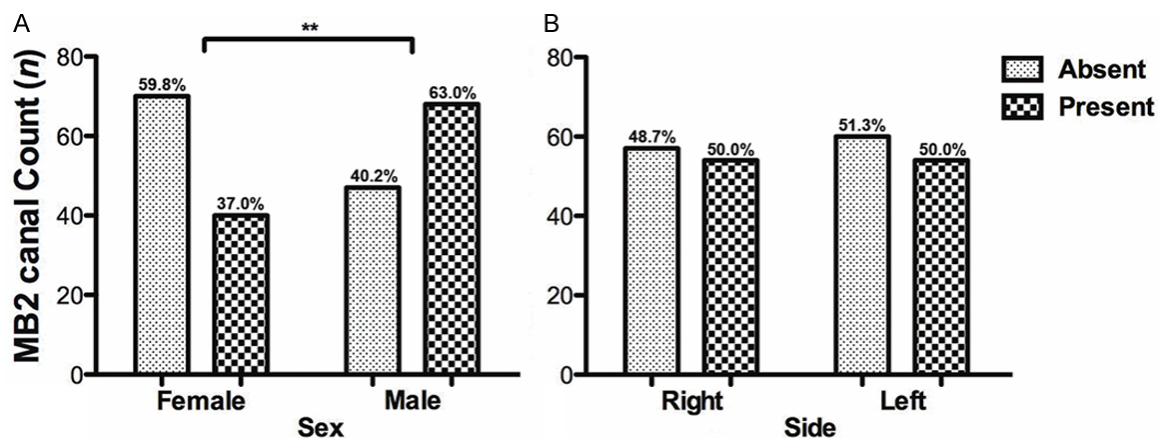 A
MB2 canal Count (n)
80
60
40
20
0
**
59.8%
37.0%
40.2%
63.0%
Female
Male
Sex
B
80
60
40
20
0
48.7%
50.0%
51.3%
50.0%
Right
Left
Side
Absent
Present